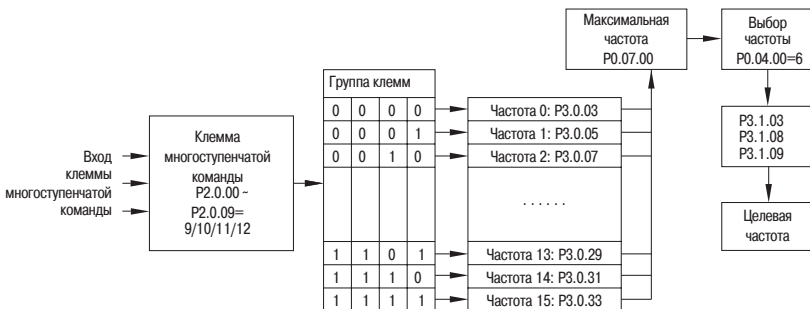 Вход
клеммы
многоступенчатой
команды
Клемма
многоступенчатой
команды
P2.0.00 ~
P2.0.09=
9/10/11/12
Группа клемм
0 0 0 0
0 0 0 1
0 0 1 0
1 1 0 1
1 1 1 0
1 1 1 1
Частота 0: P3.0.03
Частота 1: P3.0.05
Частота 2: P3.0.07
......
Частота 13: P3.0.29
Частота 14: P3.0.31
Частота 15: P3.0.33
Максимальная
частота
P0.07.00
Выбор
частоты
P0.04.00=6
P3.1.03
P3.1.08
P3.1.09
Целевая
частота